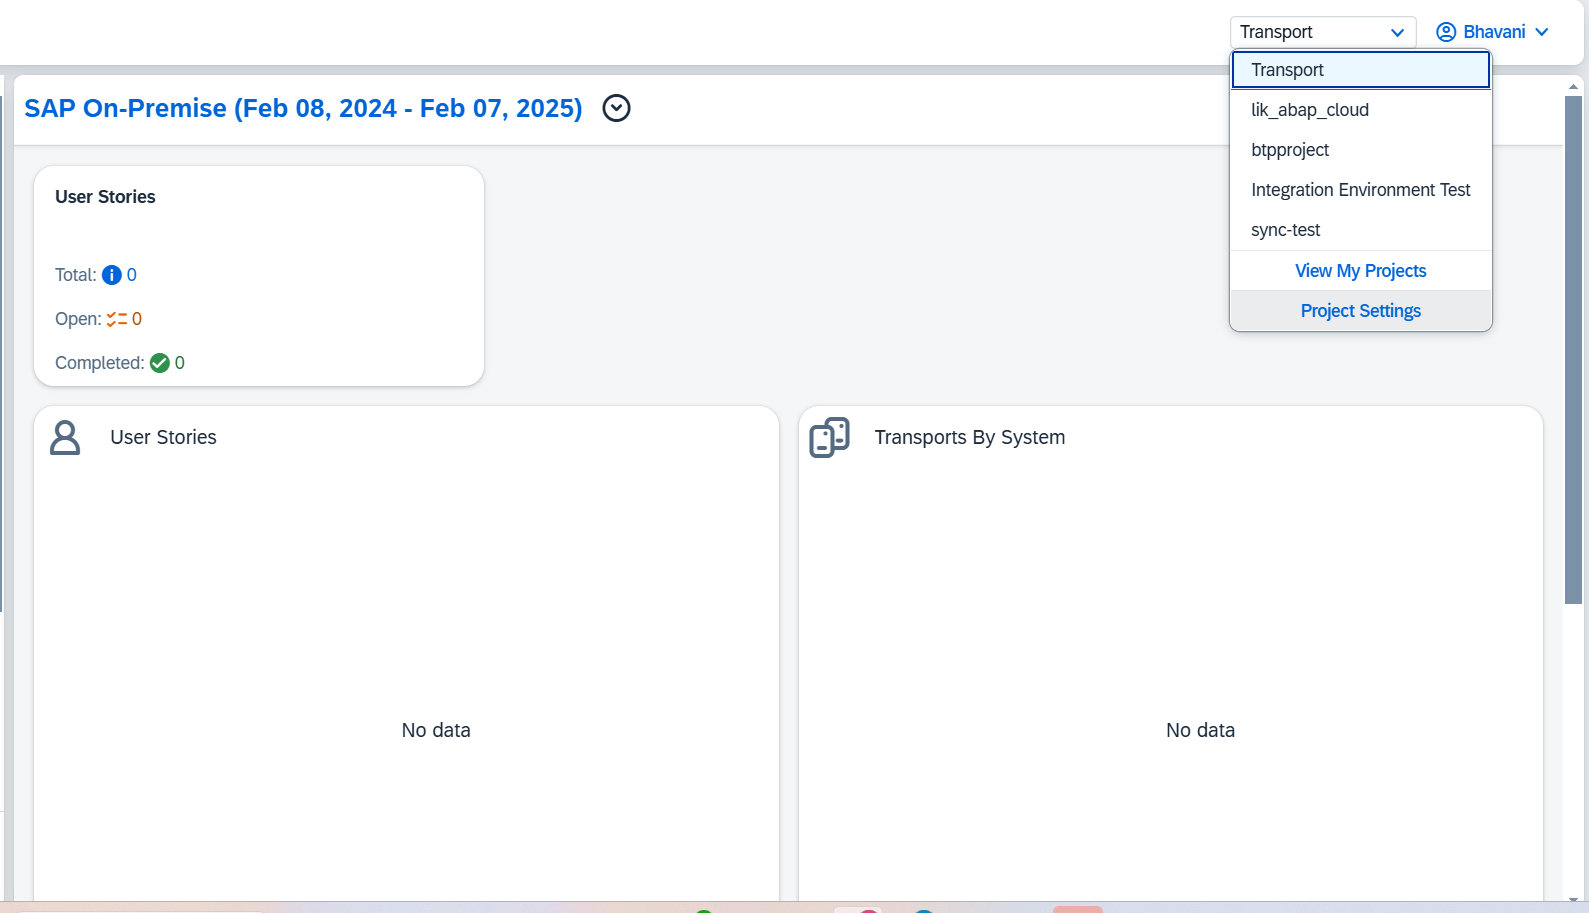 Transport
Bhavani
Transport
lik_abap_cloud
btpproject
Integration Environment Test
sync-test
View My Projects
Project Settings
SAP On-Premise (Feb 08, 2024 - Feb 07, 2025)
User Stories
Total: 0
Open: 0
Completed: 0
User Stories
No data
Transports By System
No data